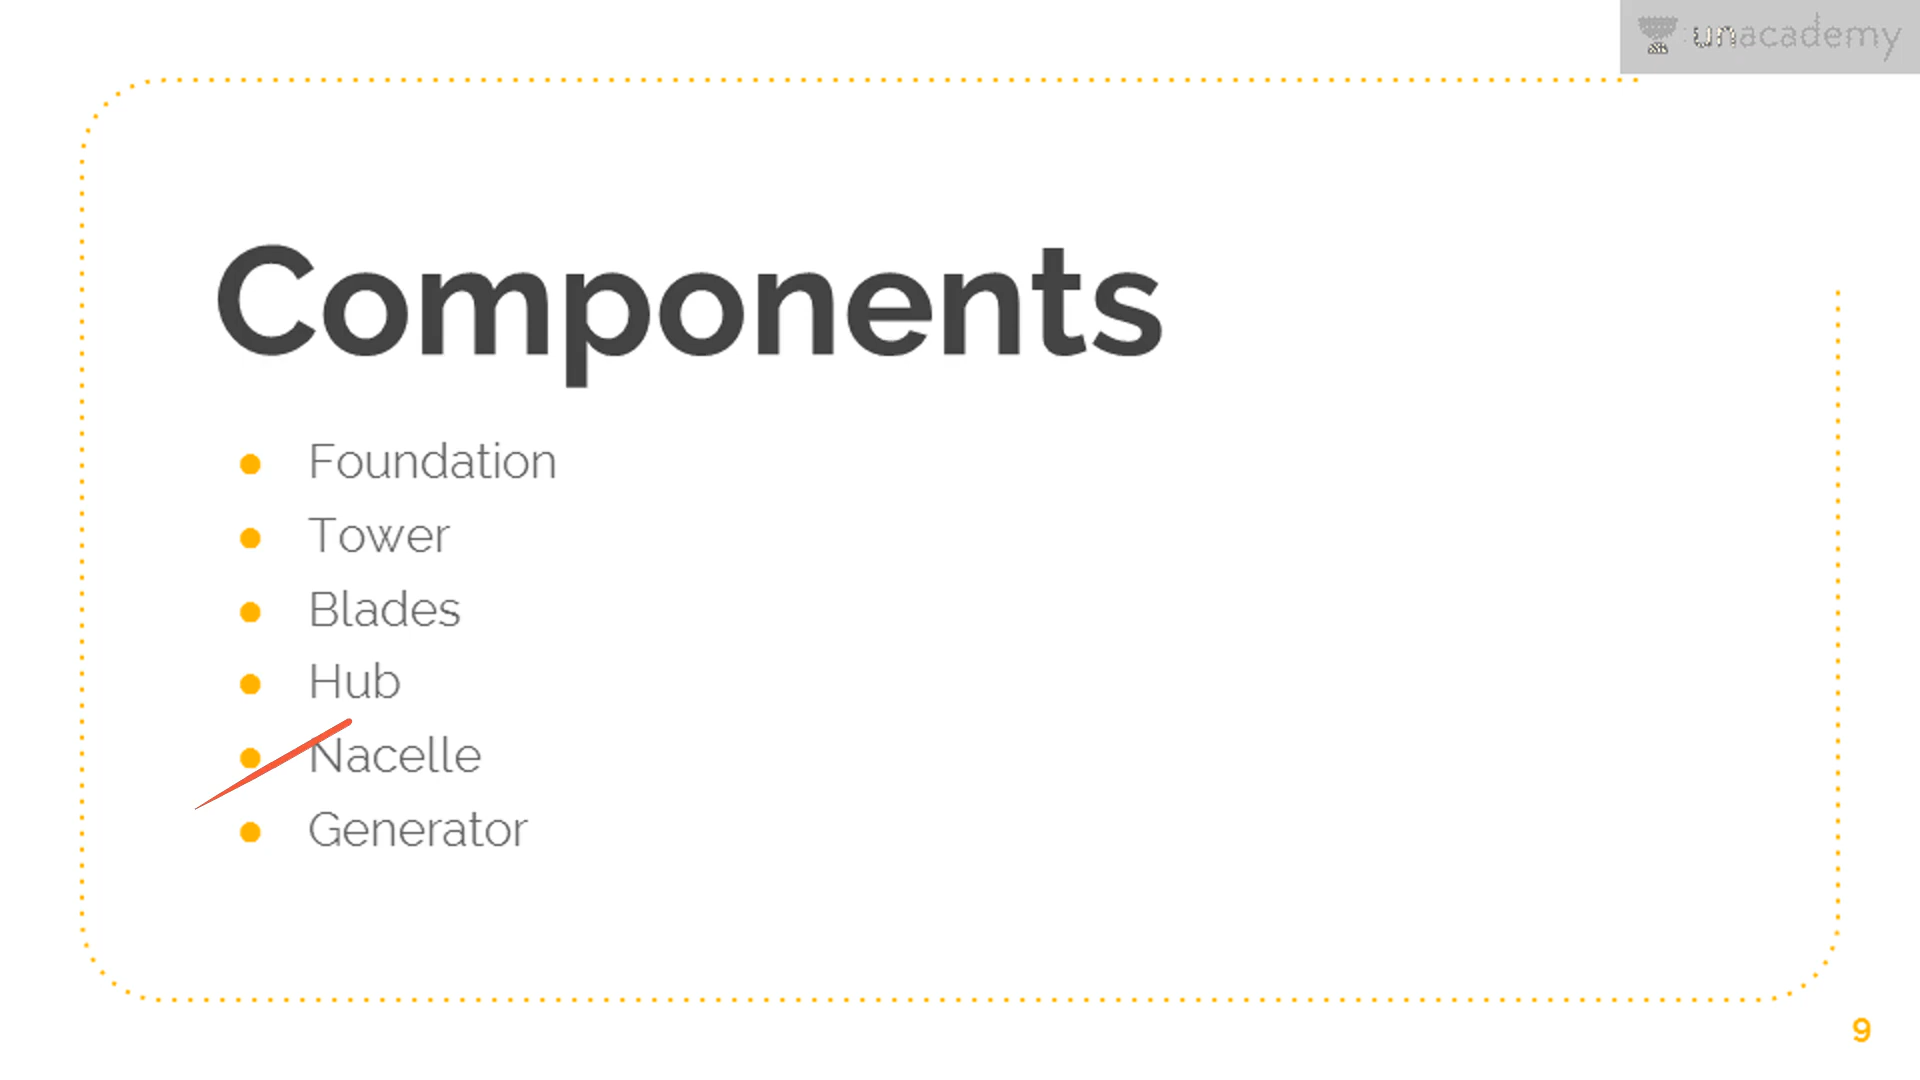 unacademy
Components
Foundation
Tower
Blades
Hub
Nacelle
Generator
9